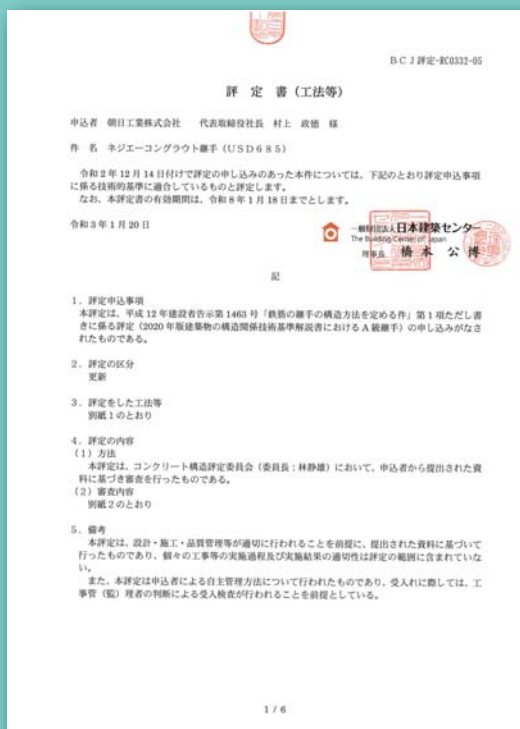 BCJ評定-RC0332-05
評 定 書（工法等）
申込者　朝日工業株式会社　　代表取締役社長　村上　政徳　様
件　名　ネジエーコングラウト継手（USD685）
令和2年12月14日付けで評定の申し込みのあった本件については、下記のとおり評定申込事項
に係る技術的基準に適合しているものと評定します。
なお、本評定書の有効期間は、令和8年1月18日までとします。
令和3年1月20日
一般財団法人日本建築センター
The Building Center of Japan
理事長　橋 本 公 博
記
1．評定申込事項
本評定は、平成12年建設省告示第1463号「鉄筋の継手の構造方法を定める件」第1項ただし書
きに係る評定（2020年版建築物の構造関係技術基準解説書におけるA級継手）の申し込みがなさ
れたものである。
2．評定の区分
更新
3．評定をした工法等
別紙1のとおり
4．評定の内容
（1）方法
本評定は、コンクリート構造評定委員会（委員長：林静雄）において、申込者から提出された資
料に基づき審査を行ったものである。
（2）審査内容
別紙2のとおり
5．備考
本評定は、設計・施工・品質管理等が適切に行われることを前提に、提出された資料に基づいて
行ったものであり、個々の工事等の実施過程及び実施結果の適切性は評定の範囲に含まれていな
い。
また、本評定は申込者による自主管理方法について行われたものであり、受入れに際しては、工
事管（監）理者の判断による受入検査が行われることを前提としている。
1 / 6